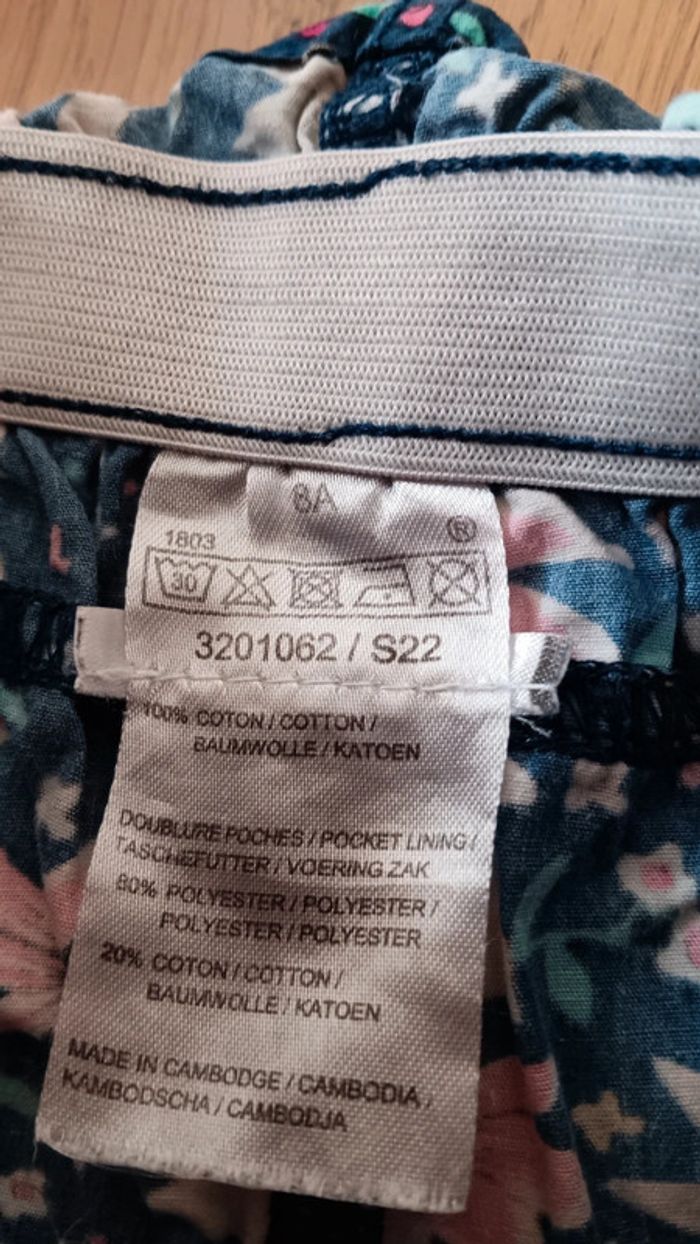 8A
1803 ®
30
3201062 / S22
100% COTON / COTTON /
BAUMWOLLE / KATOEN
DOUBLURE POCHES / POCKET LINING /
TASCHEFUTTER / VOERING ZAK
80% POLYESTER / POLYESTER /
POLYESTER / POLYESTER
20% COTON / COTTON /
BAUMWOLLE / KATOEN
MADE IN CAMBODGE / CAMBODIA /
KAMBODSCHA / CAMBODJA